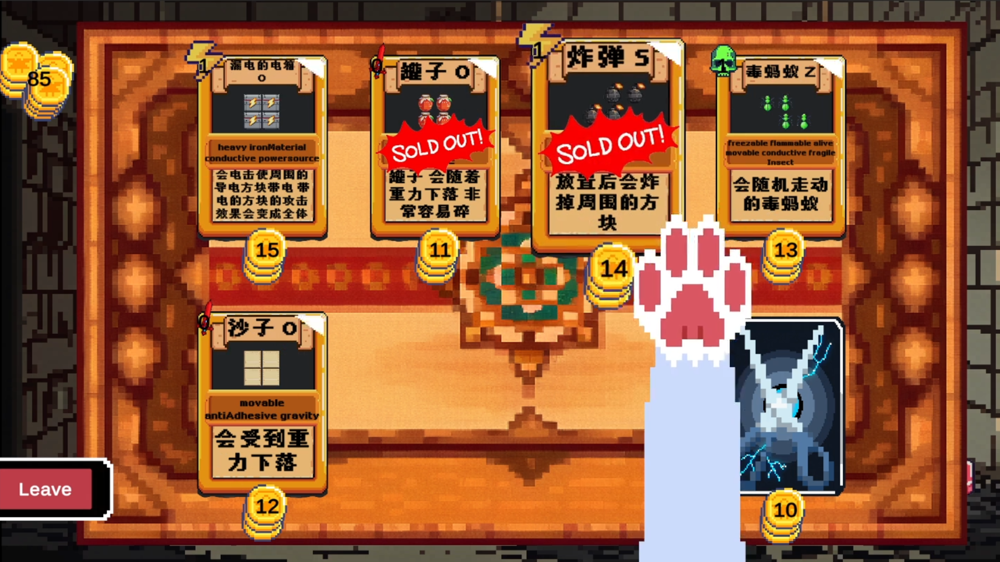 85
1
漏电的电箱
O
heavy ironMaterial
conductive powersource
会电击使周围的
导电方块带电 带
电的方块的攻击
效果会变成全体
15
0
罐子 O
SOLD OUT!
罐子 会随着
重力下落 非
常容易碎
11
1
炸弹 S
SOLD OUT!
放置后会炸
掉周围的方
块
14
1
毒蚂蚁 Z
freezable flammable alive
movable conductive fragile
Insect
会随机走动
的毒蚂蚁
13
0
沙子 O
movable
antiAdhesive gravity
会受到重
力下落
12
10
Leave